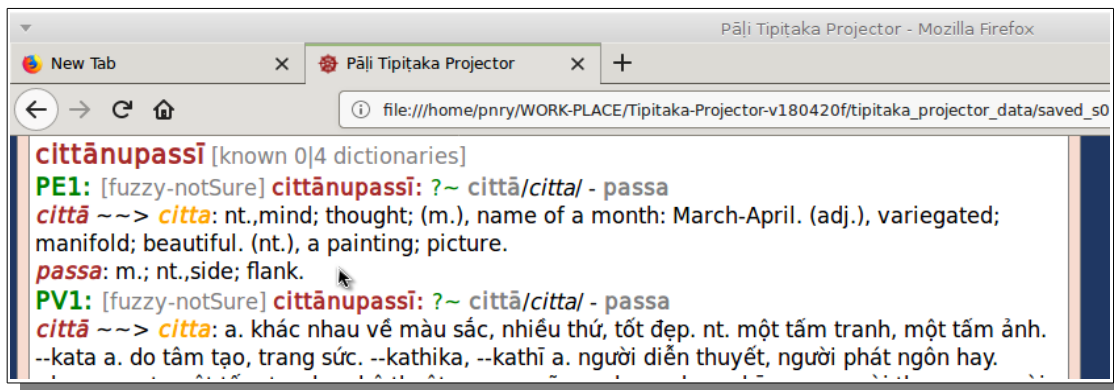 Pāḷi Tipiṭaka Projector - Mozilla Firefox
New Tab
Pāḷi Tipiṭaka Projector
file:///home/pnry/WORK-PLACE/Tipitaka-Projector-v180420f/tipitaka_projector_data/saved_s0
cittānupassī [known 0|4 dictionaries]
PE1: [fuzzy-notSure] cittānupassī: ?~ cittā/citta/ - passa
cittā ~~> citta: nt.,mind; thought; (m.), name of a month: March-April. (adj.), variegated;
manifold; beautiful. (nt.), a painting; picture.
passa: m.; nt.,side; flank.
PV1: [fuzzy-notSure] cittānupassī: ?~ cittā/citta/ - passa
cittā ~~> citta: a. khác nhau về màu sắc, nhiều thứ, tốt đẹp. nt. một tấm tranh, một tấm ảnh.
--kata a. do tâm tạo, trang sức. --kathika, --kathī a. người diễn thuyết, người phát ngôn hay.